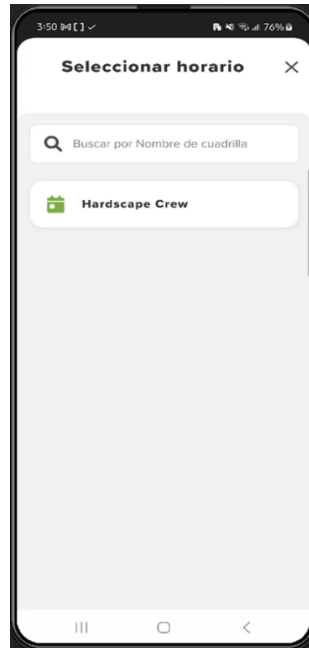 3:50
76%
Seleccionar horario
Buscar por Nombre de cuadrilla
Hardscape Crew